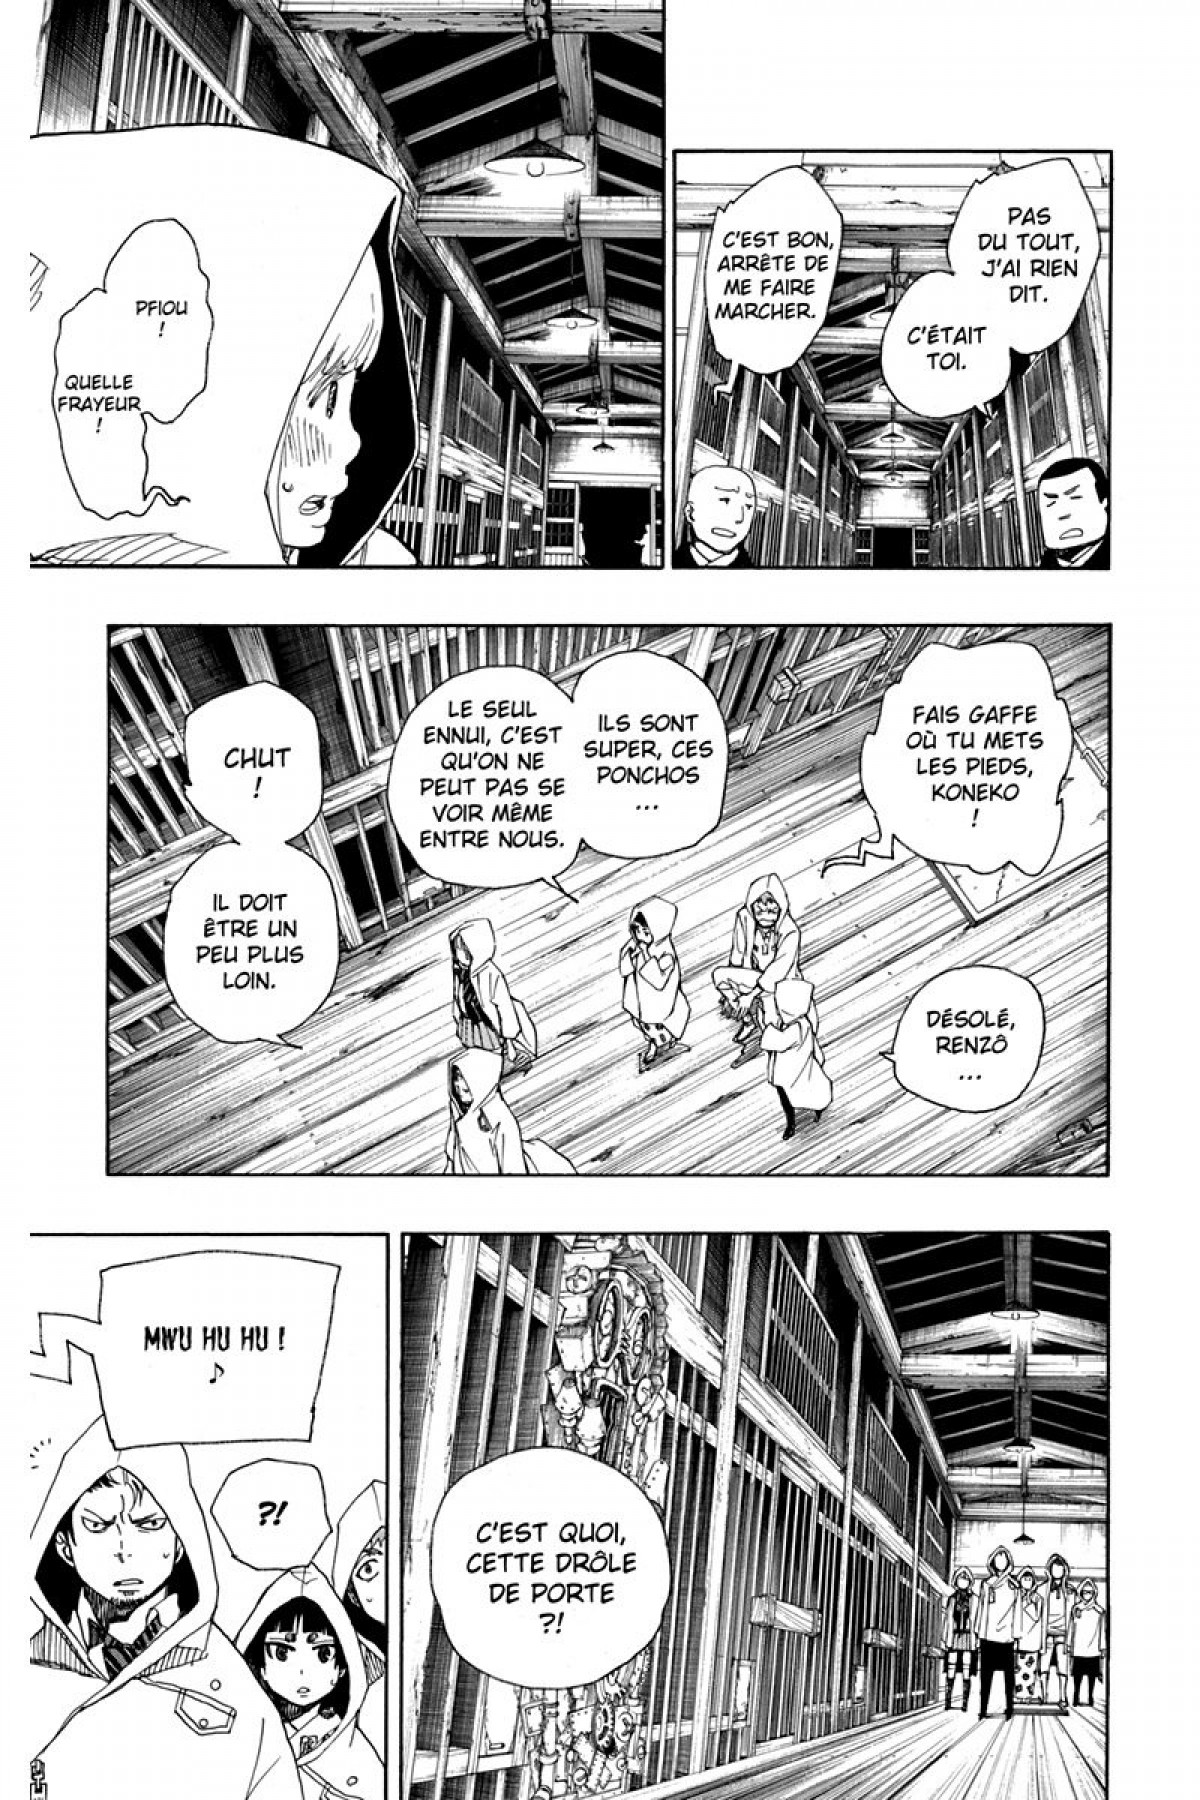 PAS
DU TOUT,
J'AI RIEN
DIT.
C'ÉTAIT
TOI.
C'EST BON,
ARRÊTE DE
ME FAIRE
MARCHER.
PFIOU
!
QUELLE
FRAYEUR
!
FAIS GAFFE
OÙ TU METS
LES PIEDS,
KONEKO
!
DÉSOLÉ,
RENZÔ
...
ILS SONT
SUPER, CES
PONCHOS
...
LE SEUL
ENNUI, C'EST
QU'ON NE
PEUT PAS SE
VOIR MÊME
ENTRE NOUS.
CHUT
!
IL DOIT
ÊTRE UN
PEU PLUS
LOIN.
C'EST QUOI,
CETTE DRÔLE
DE PORTE
?!
MWU HU HU !
♪
?!